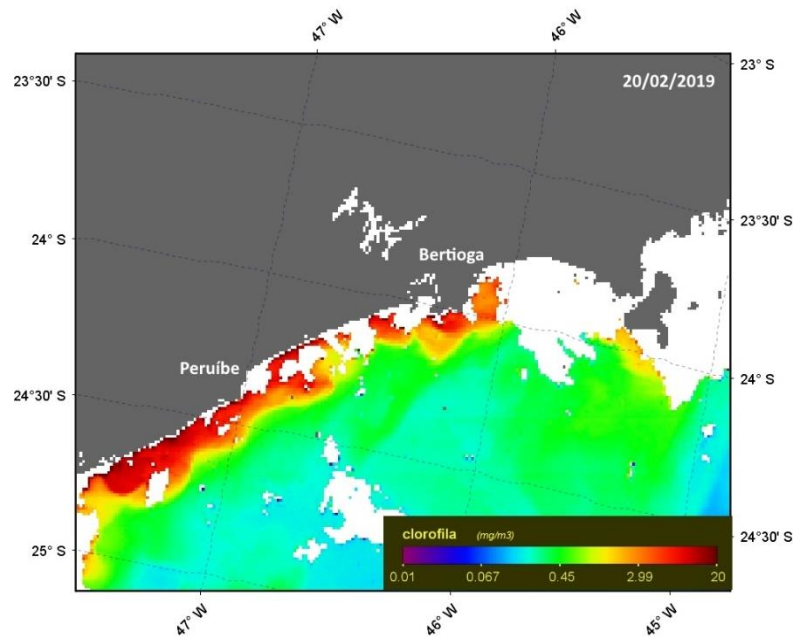 47° W
46° W
23°30' S
23° S
20/02/2019
24° S
23°30' S
Bertioga
Peruíbe
24°30' S
24° S
25° S
24°30' S
clorofila (mg/m3)
0.01 0.067 0.45 2.99 20
47° W
46° W
45° W